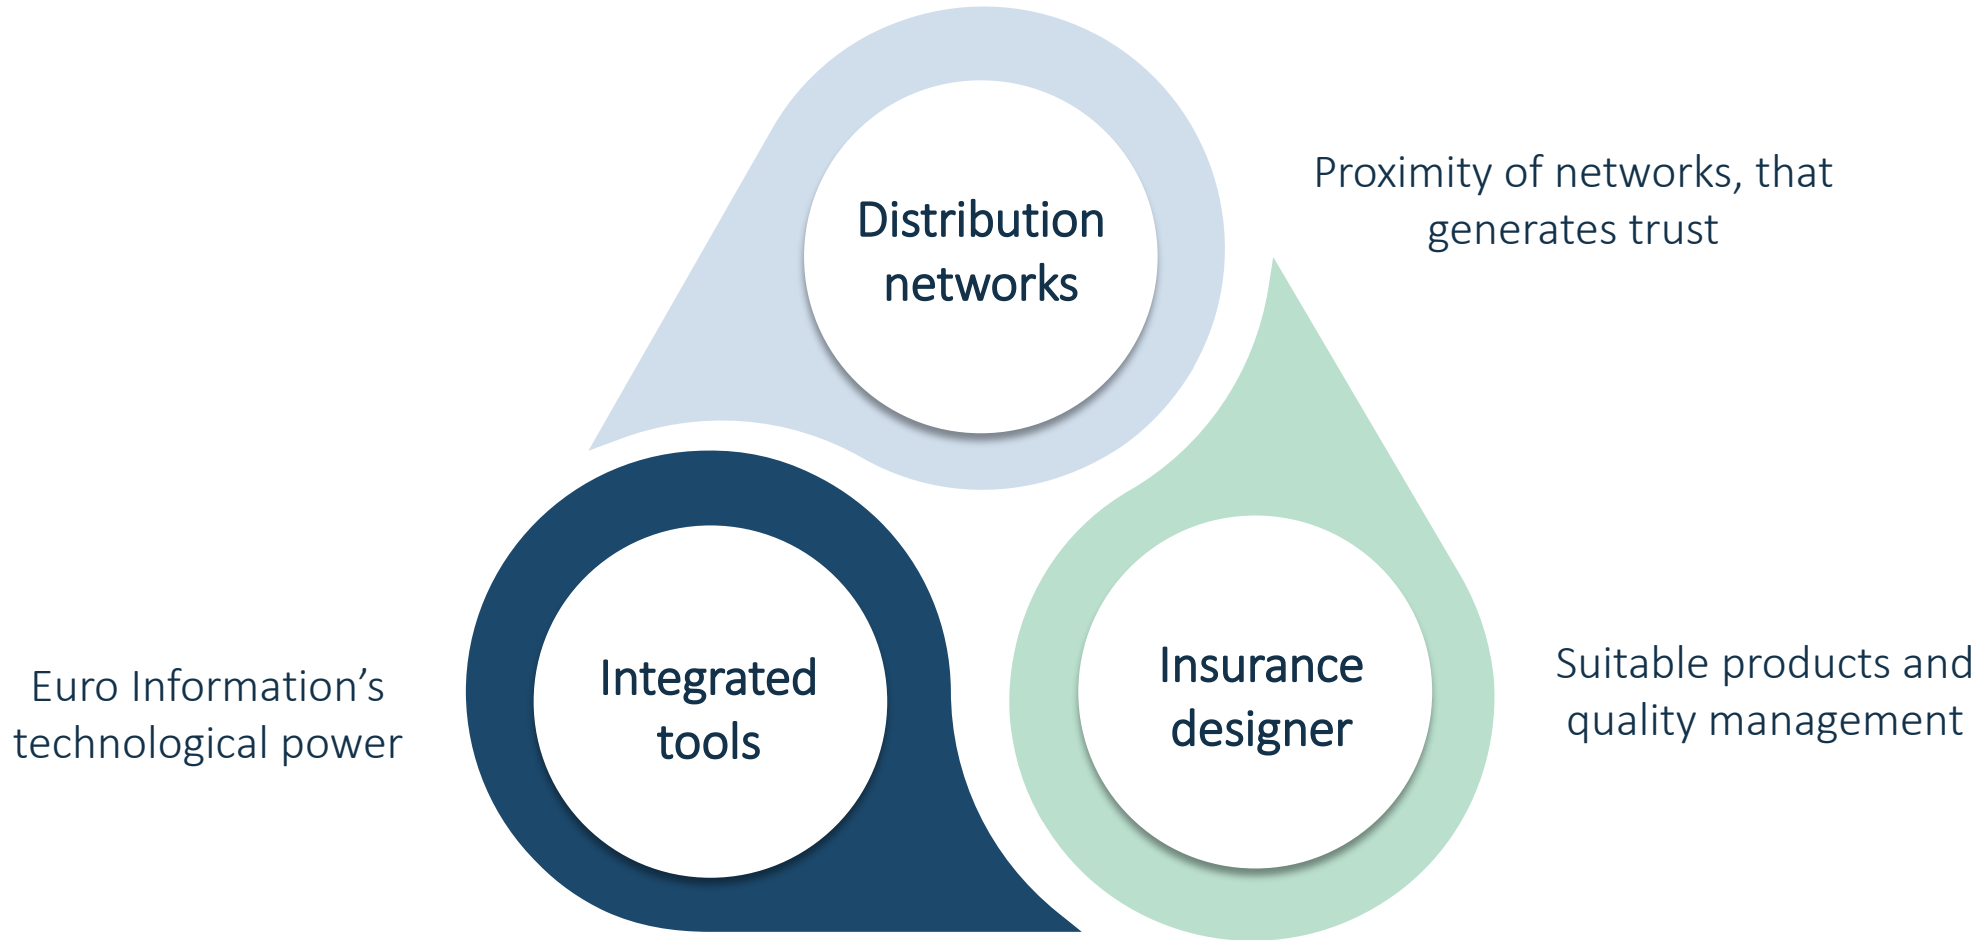 Distribution
networks
Proximity of networks, that
generates trust
Integrated
tools
Euro Information’s
technological power
Insurance
designer
Suitable products and
quality management